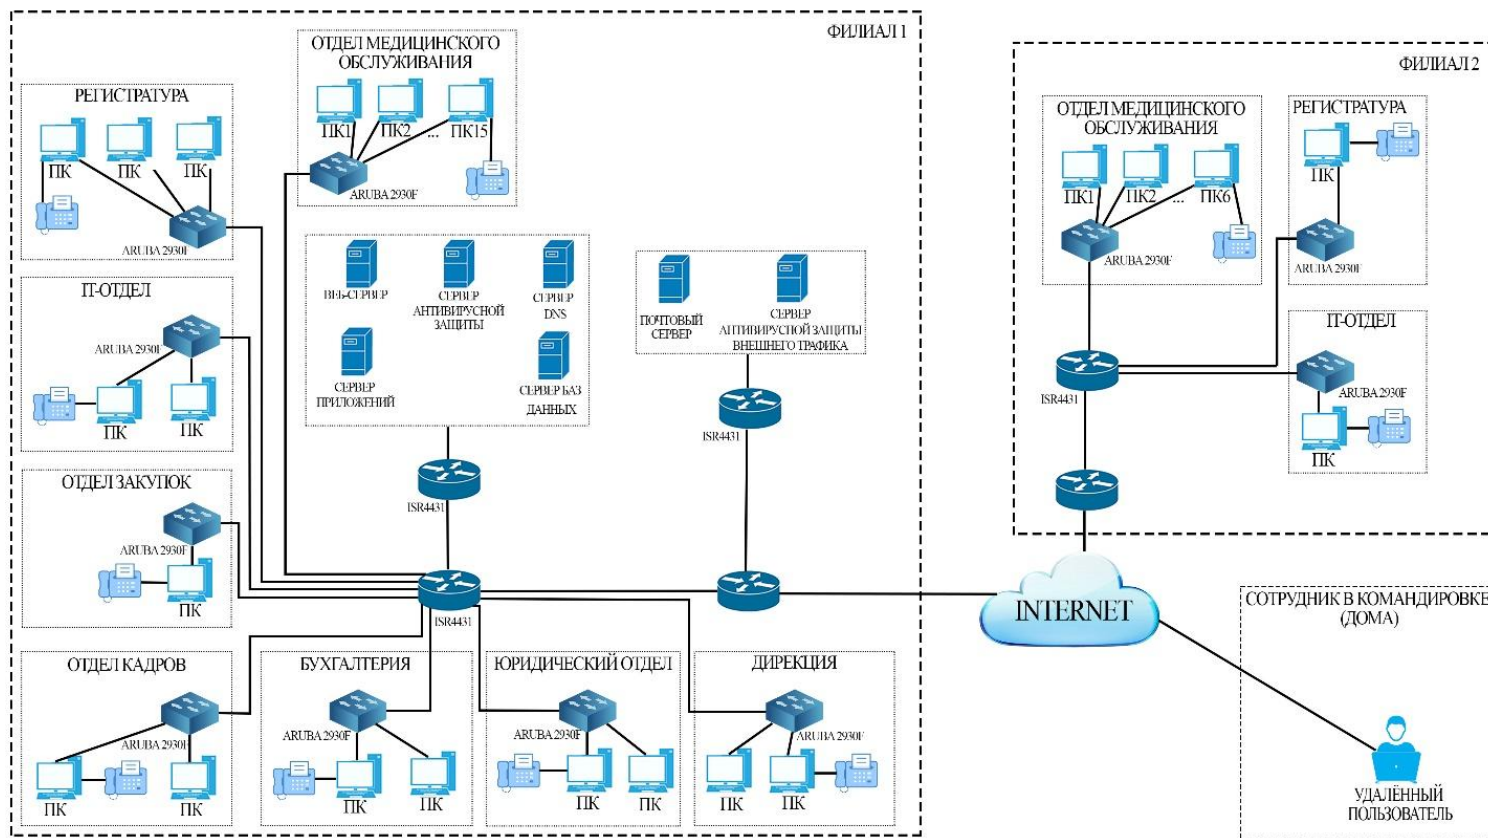 ФИЛИАЛ 1
ОТДЕЛ МЕДИЦИНСКОГО
ОБСЛУЖИВАНИЯ
ПК1
ПК2
...
ПК15
ARUBA 2930F
РЕГИСТРАТУРА
ПК
ПК
ПК
ARUBA 2930F
IT-ОТДЕЛ
ARUBA 2930F
ПК
ПК
ОТДЕЛ ЗАКУПОК
ARUBA 2930F
ПК
ВЕБ-СЕРВЕР
СЕРВЕР
АНТИВИРУСНОЙ
ЗАЩИТЫ
СЕРВЕР
DNS
СЕРВЕР
ПРИЛОЖЕНИЙ
СЕРВЕР БАЗ
ДАННЫХ
ПОЧТОВЫЙ
СЕРВЕР
СЕРВЕР
АНТИВИРУСНОЙ ЗАЩИТЫ
ВНЕШНЕГО ТРАФИКА
ISR4431
ISR4431
ISR4431
ОТДЕЛ КАДРОВ
ARUBA 2930F
ПК
ПК
БУХГАЛТЕРИЯ
ARUBA 2930F
ПК
ПК
ЮРИДИЧЕСКИЙ ОТДЕЛ
ARUBA 2930F
ПК
ПК
ДИРЕКЦИЯ
ARUBA 2930F
ПК
ПК
ФИЛИАЛ 2
ОТДЕЛ МЕДИЦИНСКОГО
ОБСЛУЖИВАНИЯ
ПК1
ПК2
...
ПК6
ARUBA 2930F
РЕГИСТРАТУРА
ПК
ARUBA 2930F
IT-ОТДЕЛ
ARUBA 2930F
ПК
ISR4431
INTERNET
СОТРУДНИК В КОМАНДИРОВКЕ
(ДОМА)
УДАЛЁННЫЙ
ПОЛЬЗОВАТЕЛЬ